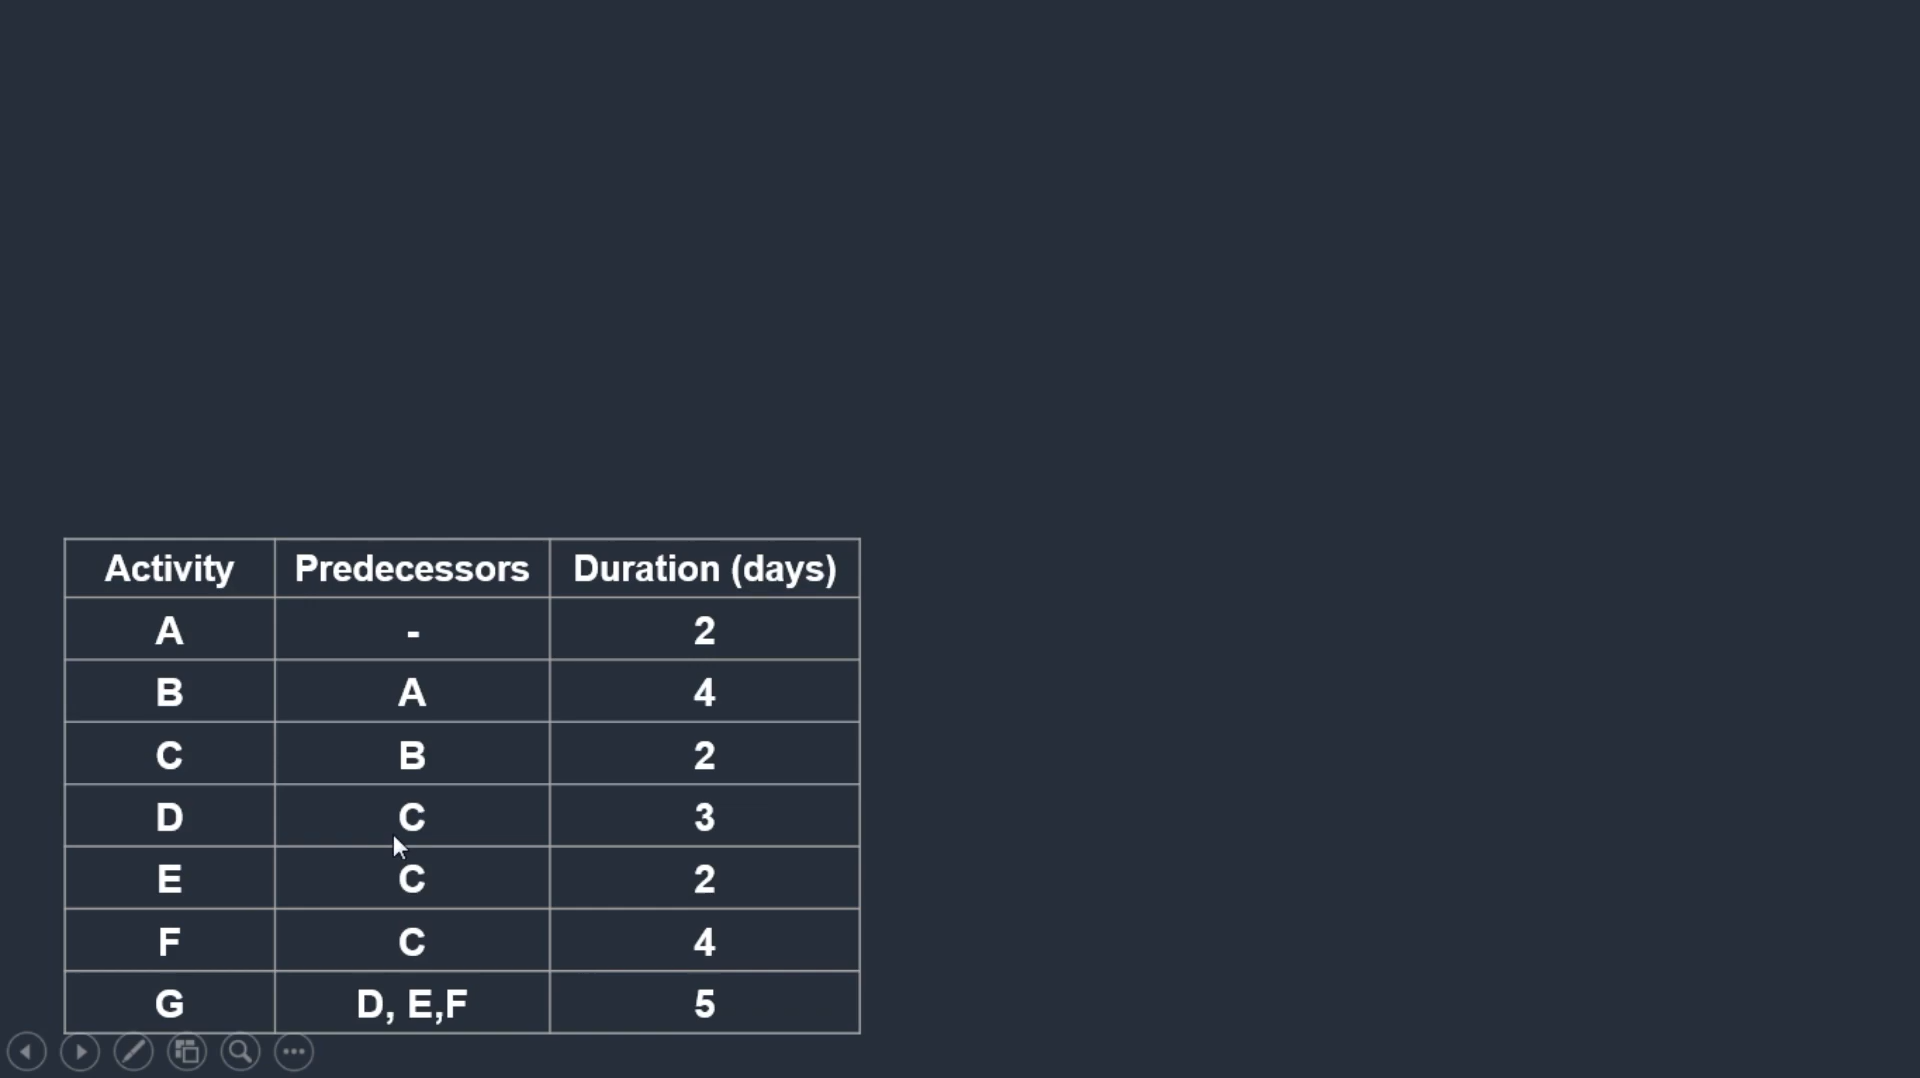 Activity Predecessors Duration (days)
A - 2
B A 4
C B 2
D C 3
E C 2
F C 4
G D, E,F 5